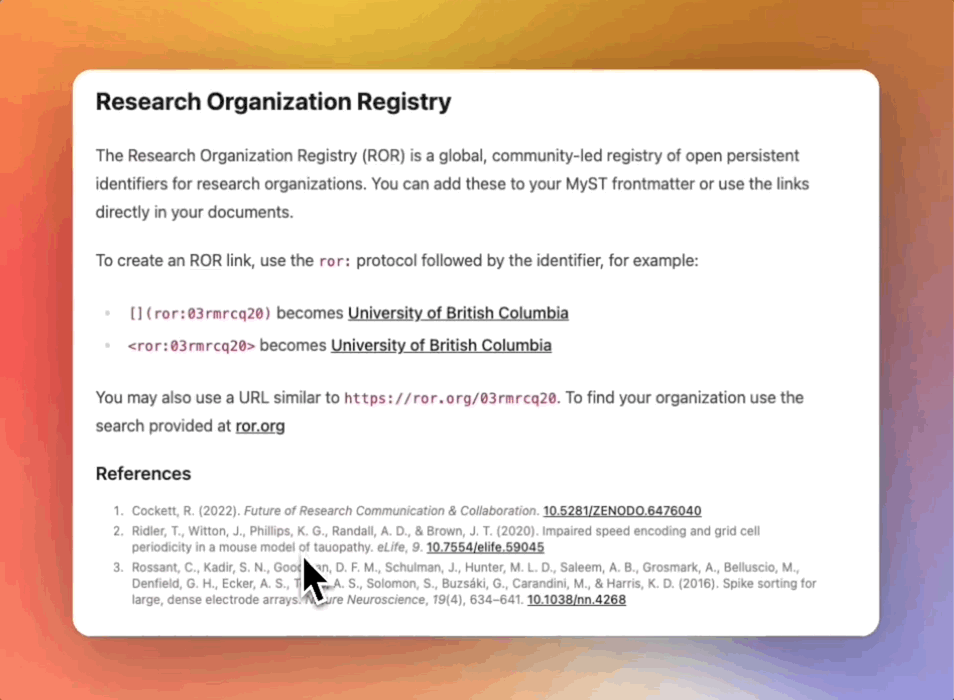 Research Organization Registry
The Research Organization Registry (ROR) is a global, community-led registry of open persistent
identifiers for research organizations. You can add these to your MyST frontmatter or use the links
directly in your documents.
To create an ROR link, use the ror: protocol followed by the identifier, for example:
[](ror:03rmrcq20) becomes University of British Columbia
<ror:03rmrcq20> becomes University of British Columbia
You may also use a URL similar to https://ror.org/03rmrcq20. To find your organization use the
search provided at ror.org
References
1. Cockett, R. (2022). Future of Research Communication & Collaboration. 10.5281/ZENODO.6476040
2. Ridler, T., Witton, J., Phillips, K. G., Randall, A. D., & Brown, J. T. (2020). Impaired speed encoding and grid cell
periodicity in a mouse model of tauopathy. eLife, 9. 10.7554/elife.59045
3. Rossant, C., Kadir, S. N., D. F. M., Schulman, J., Hunter, M. L. D., Saleem, A. B., Grosmark, A., Belluscio, M.,
Denfield, G. H., Ecker, A. S., A. S., Solomon, S., Buzsáki, G., Carandini, M., & Harris, K. D. (2016). Spike sorting for
large, dense electrode arrays. Neuroscience, 19(4), 634–641. 10.1038/nn.4268